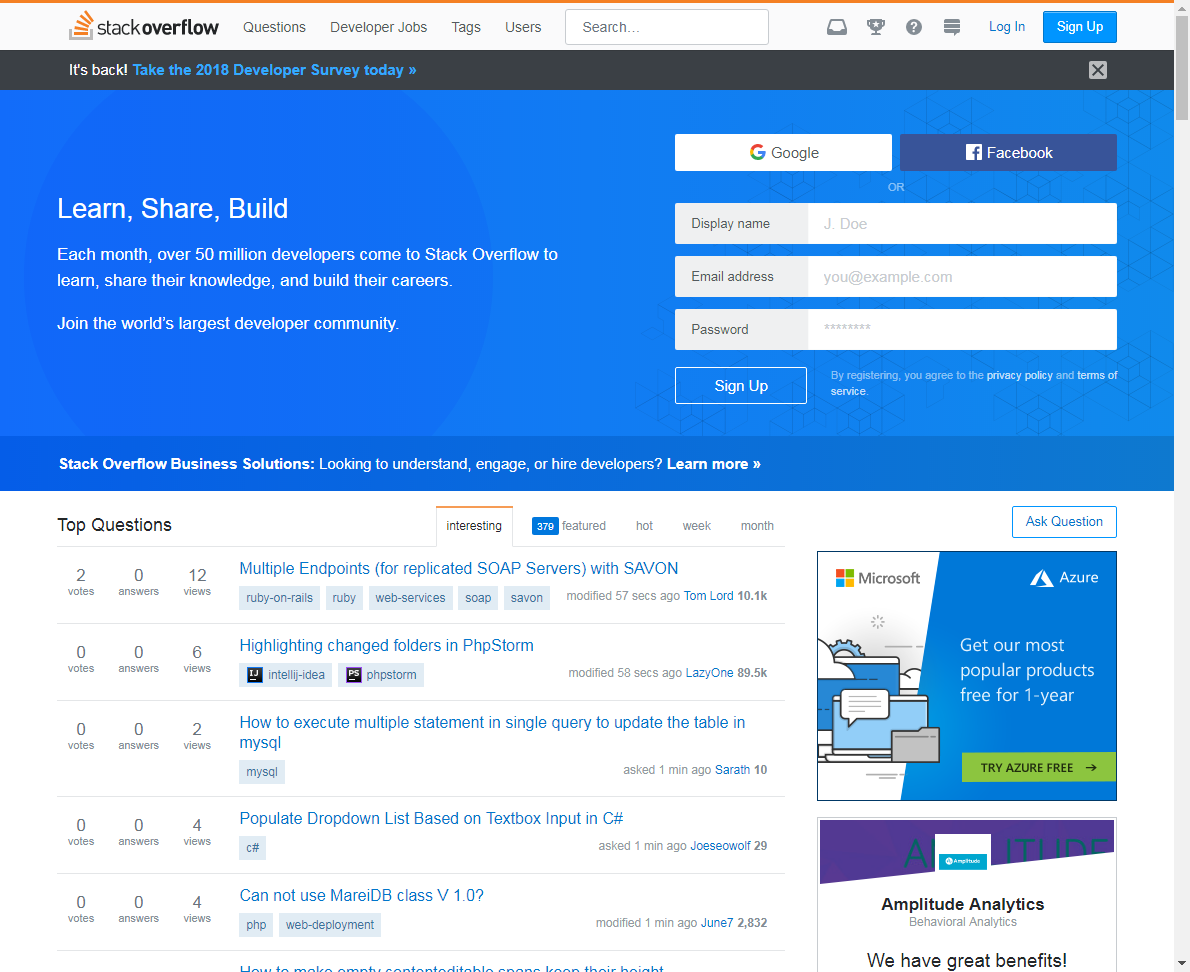 stackoverflow Questions Developer Jobs Tags Users Search... Log In Sign Up
It's back! Take the 2018 Developer Survey today »
Google Facebook
OR
Learn, Share, Build
Display name J. Doe
Each month, over 50 million developers come to Stack Overflow to
learn, share their knowledge, and build their careers.
Email address you@example.com
Join the world's largest developer community.
Password ********
Sign Up
By registering, you agree to the privacy policy and terms of
service.
Stack Overflow Business Solutions: Looking to understand, engage, or hire developers? Learn more »
Top Questions interesting 379 featured hot week month
Ask Question
2 votes 0 answers 12 views
Multiple Endpoints (for replicated SOAP Servers) with SAVON
ruby-on-rails ruby web-services soap savon modified 57 secs ago Tom Lord 10.1k
0 votes 0 answers 6 views
Highlighting changed folders in PhpStorm
IJ intellij-idea PS phpstorm modified 58 secs ago LazyOne 89.5k
0 votes 0 answers 2 views
How to execute multiple statement in single query to update the table in
mysql
mysql asked 1 min ago Sarath 10
0 votes 0 answers 4 views
Populate Dropdown List Based on Textbox Input in C#
c# asked 1 min ago Joeseowolf 29
0 votes 0 answers 4 views
Can not use MareiDB class V 1.0?
php web-deployment modified 1 min ago June7 2,832
How to make empty contenteditable spans keep their height
Microsoft Azure
Get our most
popular products
free for 1-year
TRY AZURE FREE →
AMPLITUDE
Amplitude
Amplitude Analytics
Behavioral Analytics
We have great benefits!